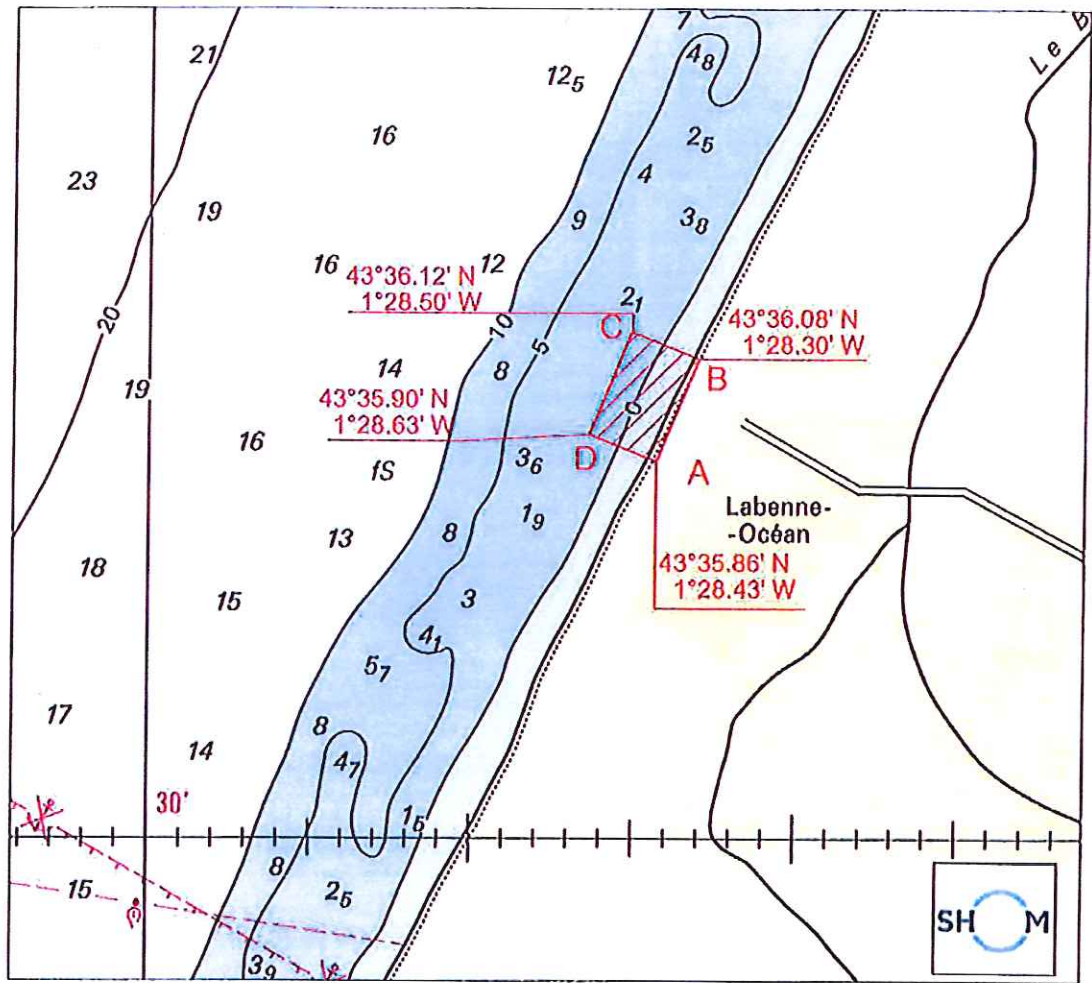 7
21
4₈
Le B
12₅
16
2₅
23
4
19
3₈
9
16
12
43°36.12' N
1°28.50' W
2₁
10
20
5
C
43°36.08' N
1°28.30' W
14
8
B
19
43°35.90' N
1°28.63' W
0
16
3₆
D
A
fS
1₉
Labenne-
-Océan
13
8
43°35.86' N
1°28.43' W
18
15
3
4₁
5₇
17
8
14
4₇
30'
8
15
2₅
SH M
3₉